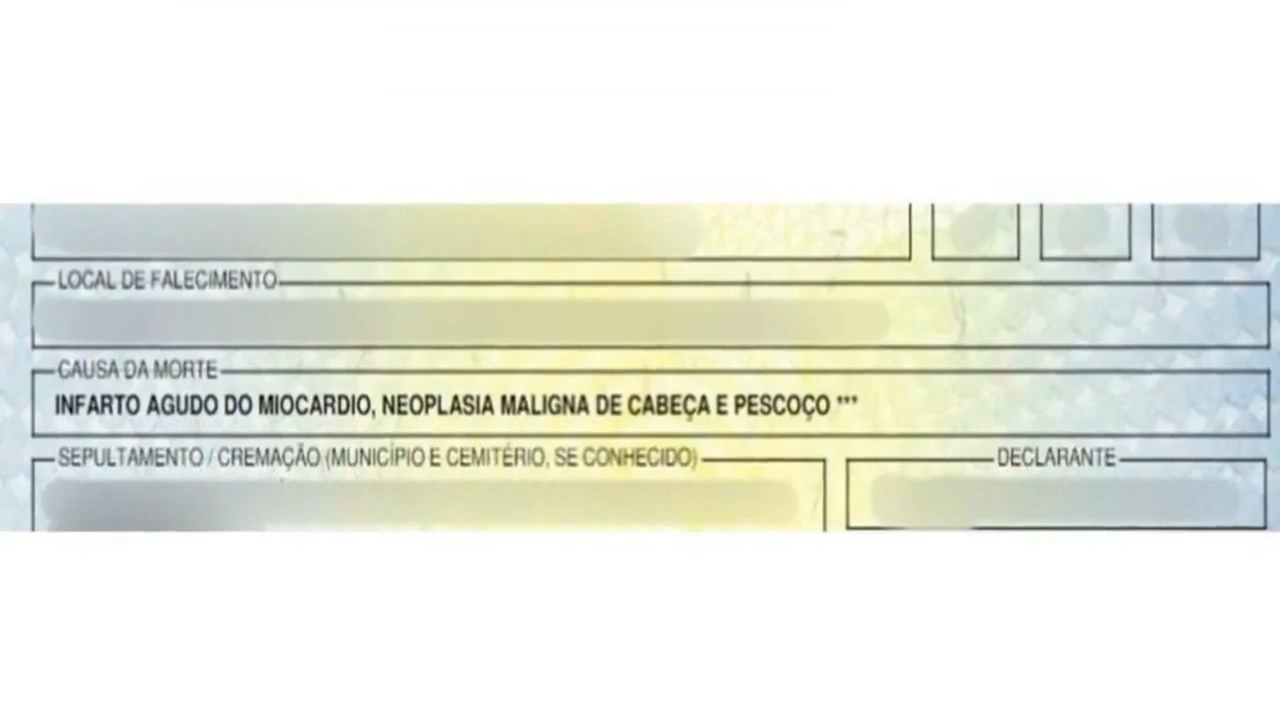 LOCAL DE FALECIMENTO
CAUSA DA MORTE
INFARTO AGUDO DO MIOCARDIO, NEOPLASIA MALIGNA DE CABEÇA E PESCOÇO ***
SEPULTAMENTO / CREMAÇÃO (MUNICÍPIO E CEMITÉRIO, SE CONHECIDO)
DECLARANTE